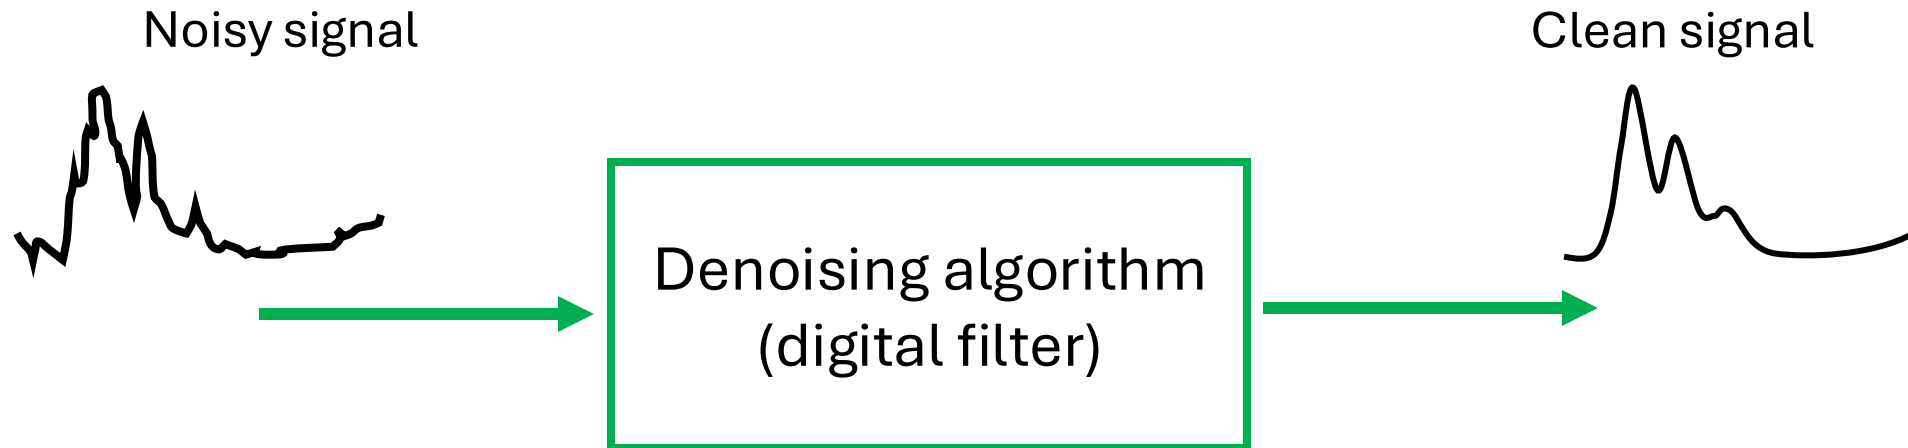 Noisy signal
Clean signal
Denoising algorithm
(digital filter)